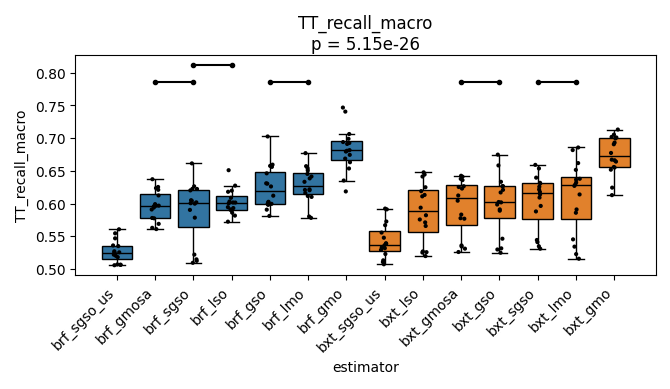 TT_recall_macro
p = 5.15e-26
TT_recall_macro
0.80
0.75
0.70
0.65
0.60
0.55
0.50
brf_sgso_us
brf_gmosa
brf_sgso
brf_lso
brf_gso
brf_lmo
brf_gmo
bxt_sgso_us
bxt_lso
bxt_gmosa
bxt_gso
bxt_sgso
bxt_lmo
bxt_gmo
estimator